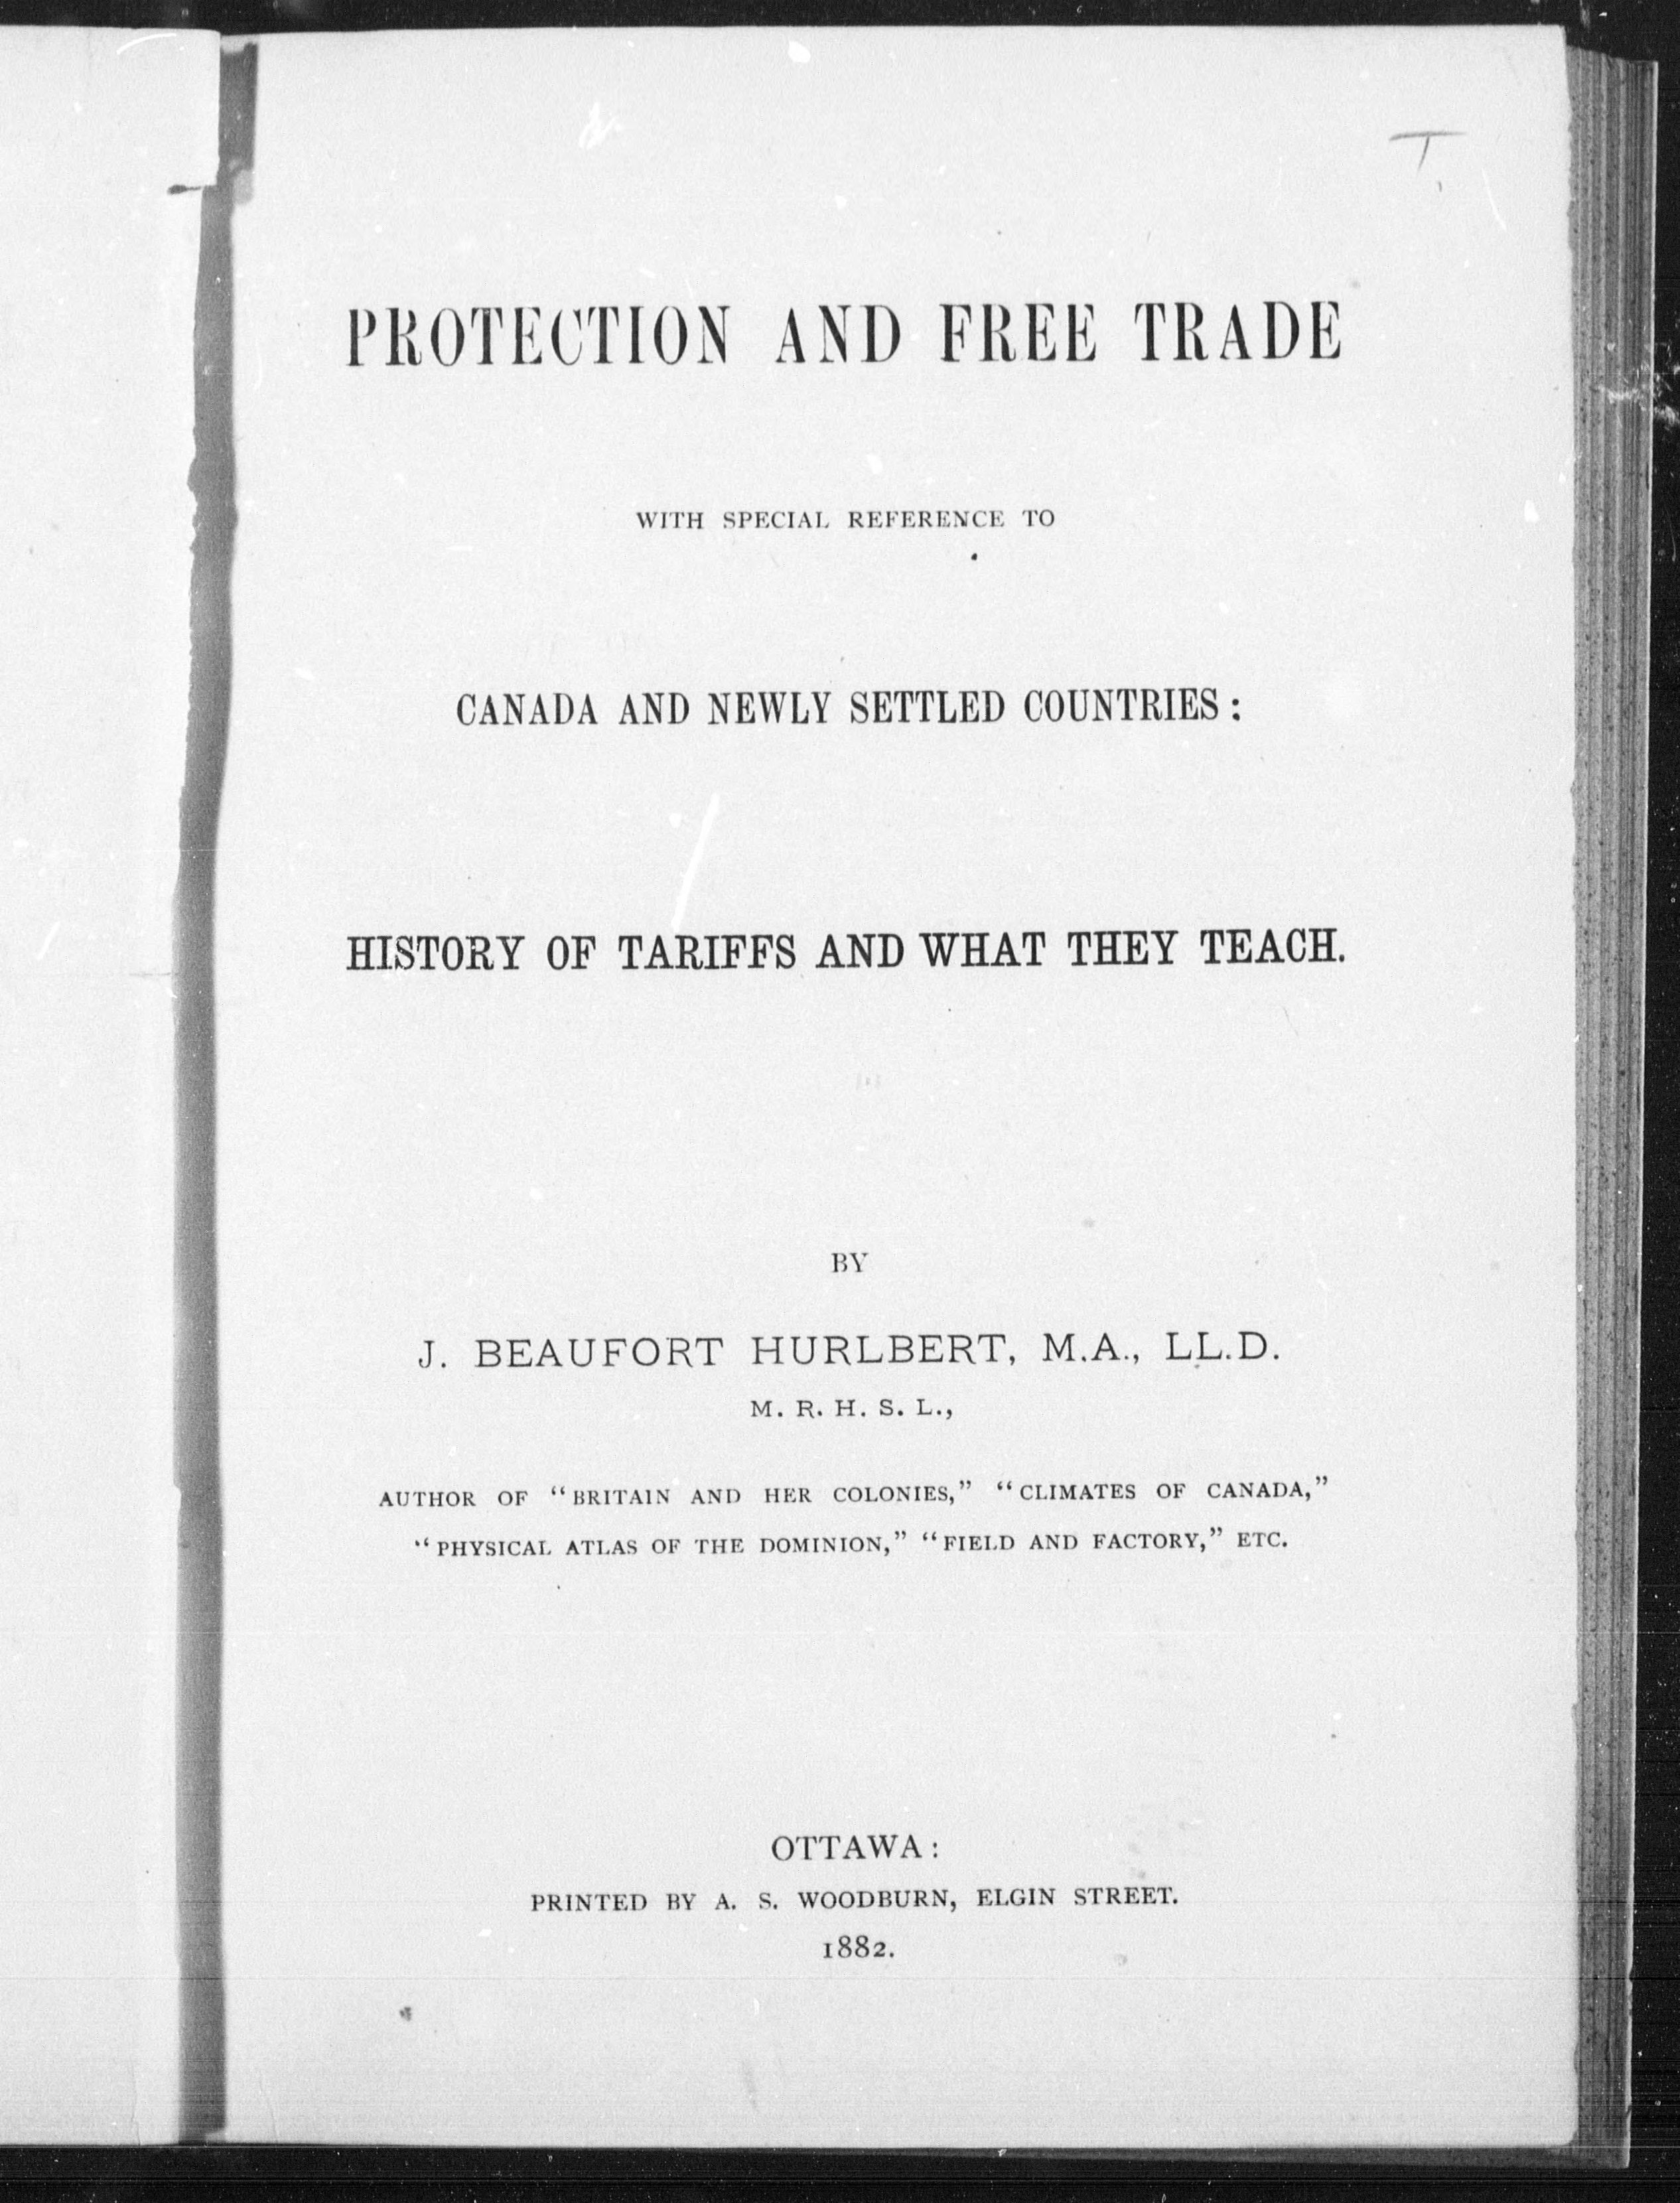 T.
PROTECTION AND FREE TRADE
WITH SPECIAL REFERENCE TO
CANADA AND NEWLY SETTLED COUNTRIES:
HISTORY OF TARIFFS AND WHAT THEY TEACH.
BY
J. BEAUFORT HURLBERT, M.A., LL.D.
M. R. H. S. L.,
AUTHOR OF "BRITAIN AND HER COLONIES," "CLIMATES OF CANADA,"
"PHYSICAL ATLAS OF THE DOMINION," "FIELD AND FACTORY," ETC.
OTTAWA:
PRINTED BY A. S. WOODBURN, ELGIN STREET.
1882.